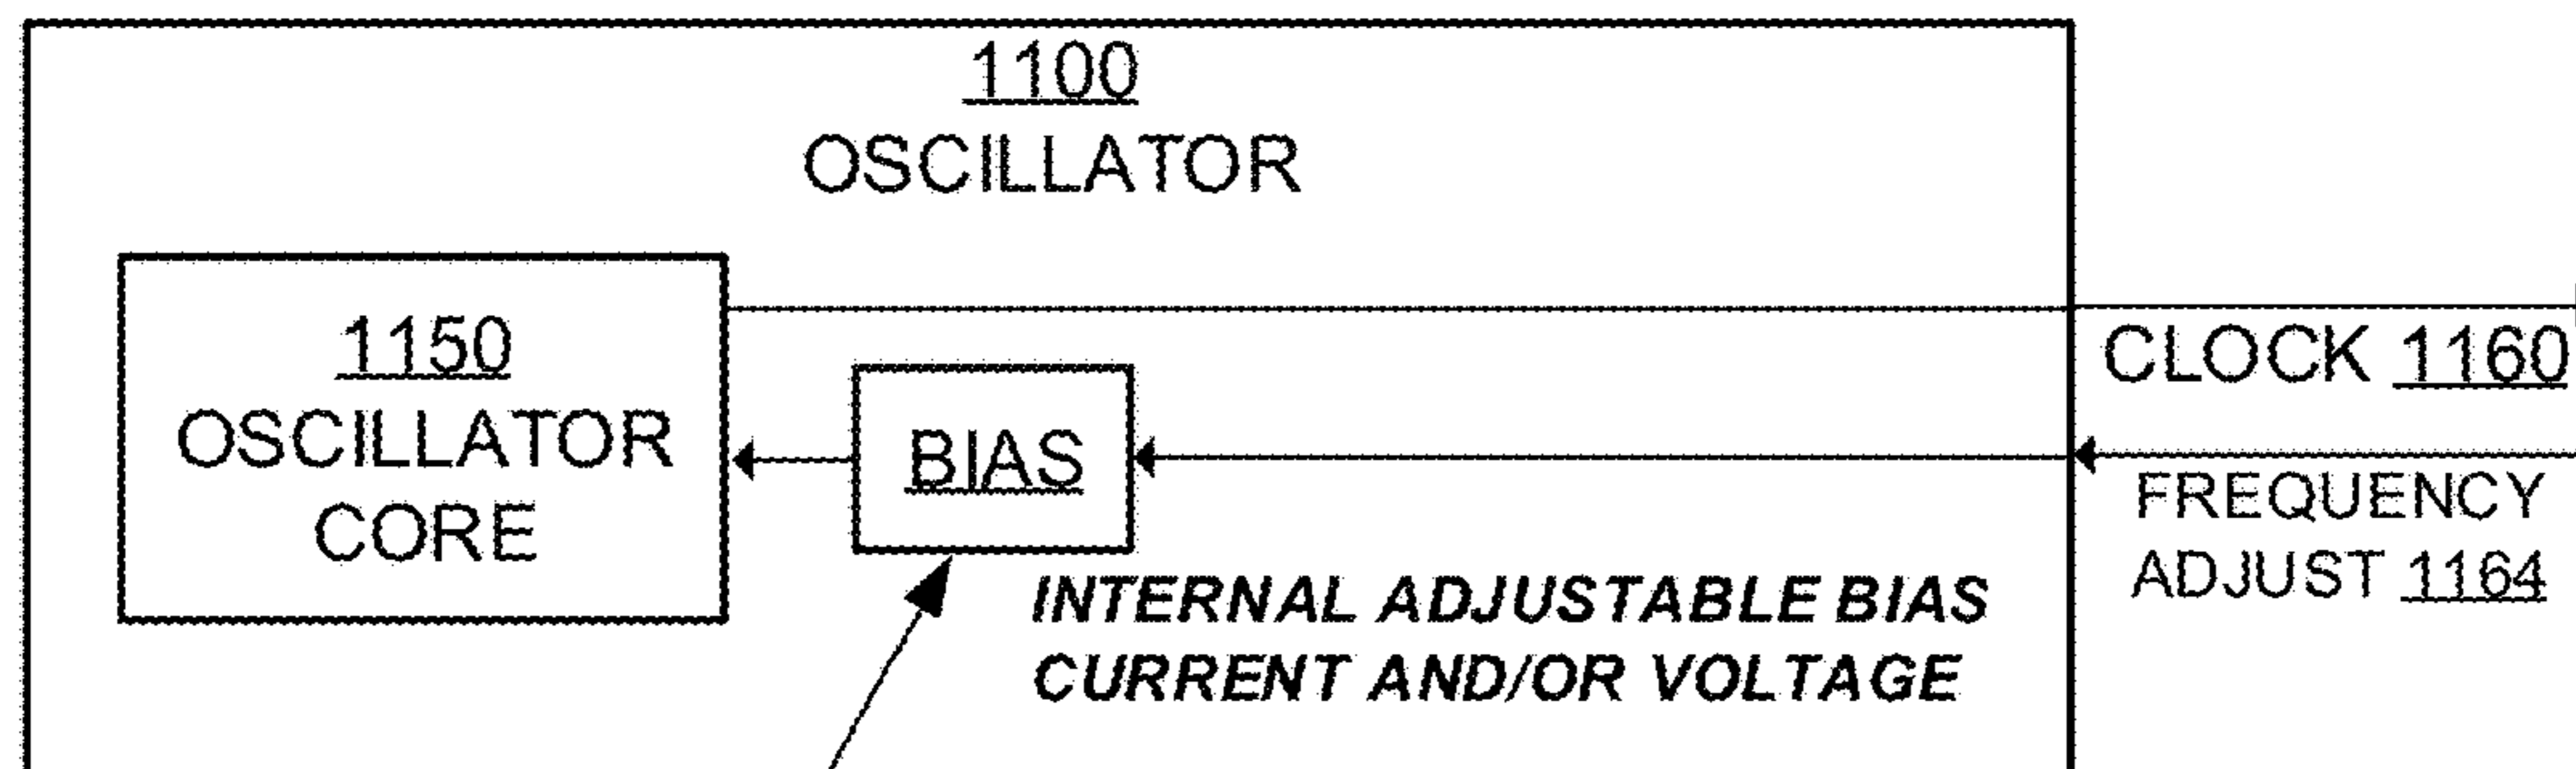 1100
OSCILLATOR
1150
OSCILLATOR
CORE
BIAS
CLOCK 1160
FREQUENCY
ADJUST 1164
INTERNAL ADJUSTABLE BIAS
CURRENT AND/OR VOLTAGE